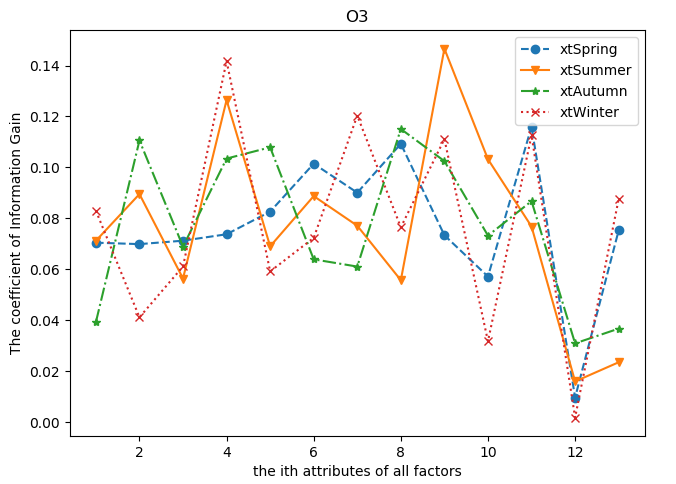 O3
xtSpring
xtSummer
xtAutumn
xtWinter
The coefficient of Information Gain
0.14
0.12
0.10
0.08
0.06
0.04
0.02
0.00
2 4 6 8 10 12
the ith attributes of all factors